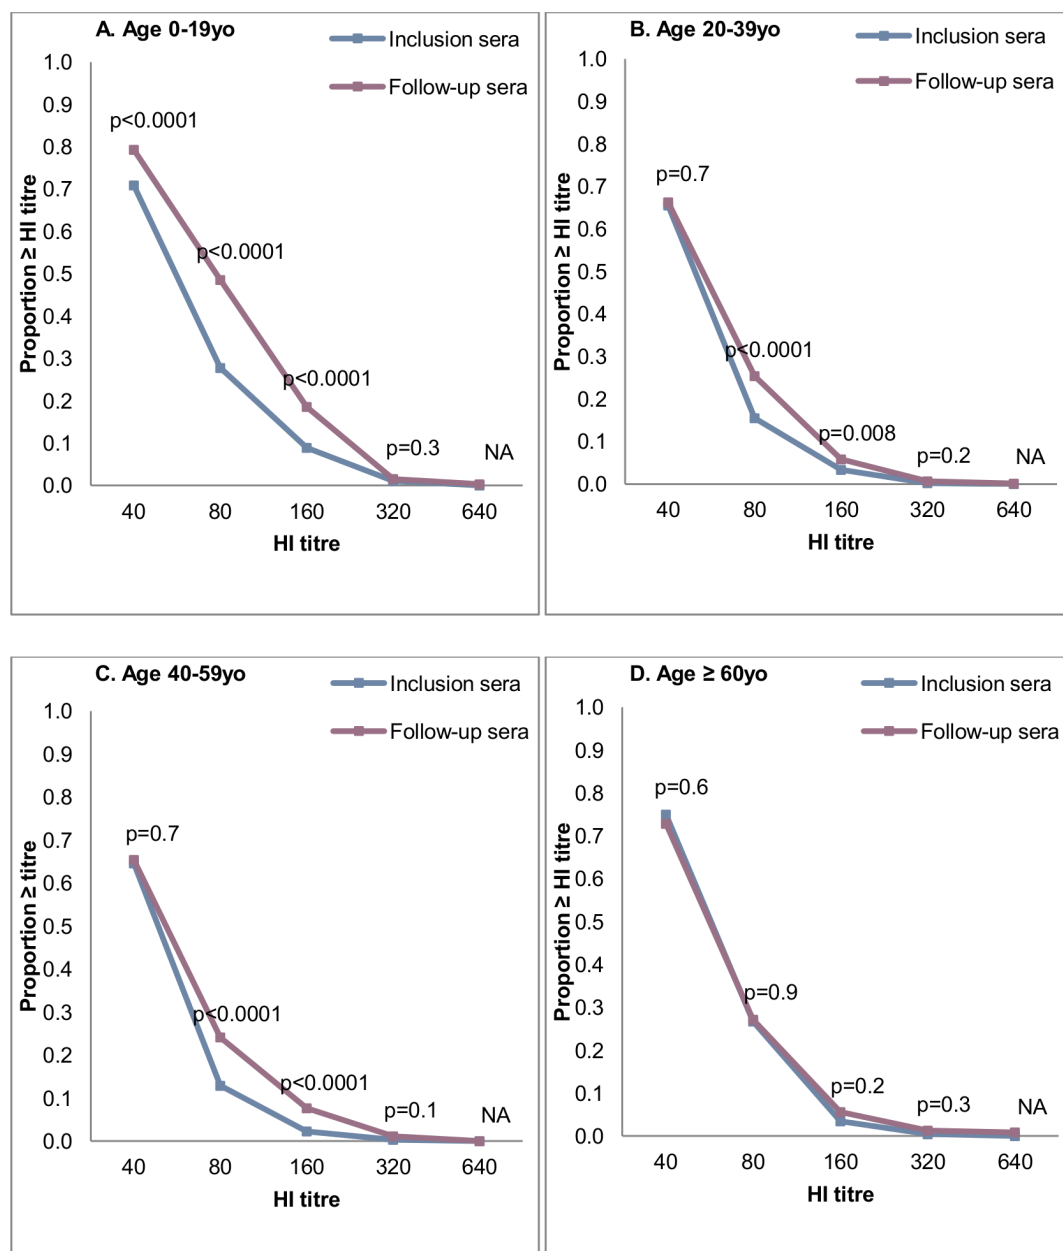 A. Age 0-19yo
Inclusion sera
Follow-up sera
Proportion ≥ HI titre
1.0
0.9
0.8
0.7
0.6
0.5
0.4
0.3
0.2
0.1
0.0
p<0.0001
p<0.0001
p<0.0001
p=0.3
NA
40 80 160 320 640
HI titre
B. Age 20-39yo
Inclusion sera
Follow-up sera
Proportion ≥ HI titre
1.0
0.9
0.8
0.7
0.6
0.5
0.4
0.3
0.2
0.1
0.0
p=0.7
p<0.0001
p=0.008
p=0.2
NA
40 80 160 320 640
HI titre
C. Age 40-59yo
Inclusion sera
Follow-up sera
Proportion ≥ titre
1.0
0.9
0.8
0.7
0.6
0.5
0.4
0.3
0.2
0.1
0.0
p=0.7
p<0.0001
p<0.0001
p=0.1
NA
40 80 160 320 640
HI titre
D. Age ≥ 60yo
Inclusion sera
Follow-up sera
Proportion ≥ HI titre
1.0
0.9
0.8
0.7
0.6
0.5
0.4
0.3
0.2
0.1
0.0
p=0.6
p=0.9
p=0.2
p=0.3
NA
40 80 160 320 640
HI titre